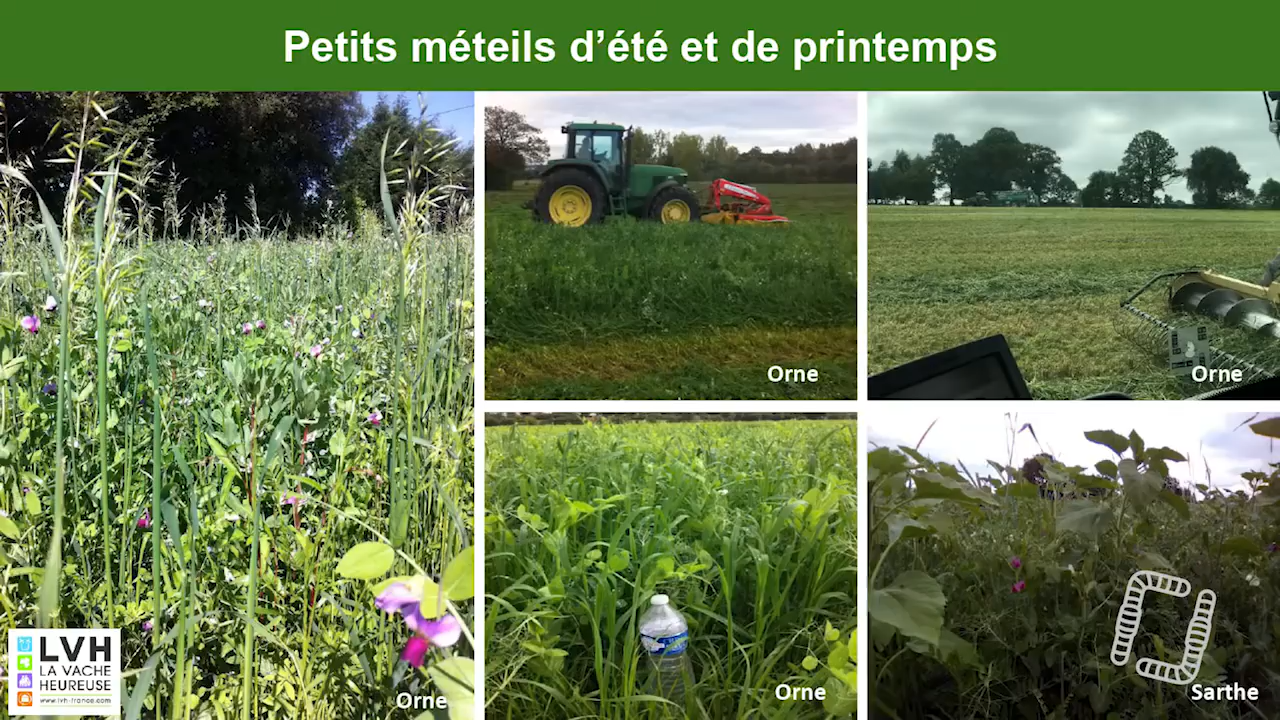 Petits méteils d’été et de printemps
Orne
Orne
Orne
Orne
Sarthe
LVH
LA VACHE
HEUREUSE
www.lvh-france.com